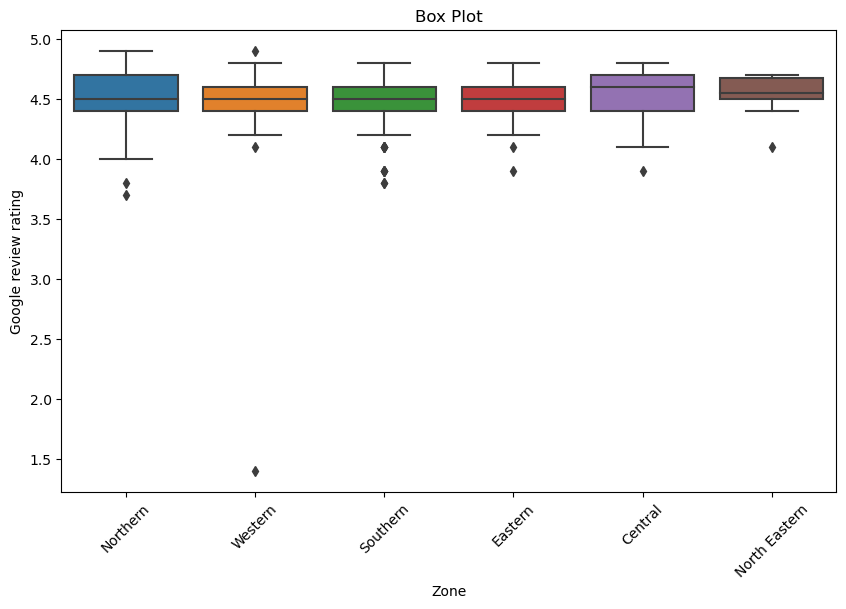 Box Plot
5.0
4.5
4.0
3.5
3.0
2.5
2.0
1.5
Google review rating
Northern
Western
Southern
Eastern
Central
North Eastern
Zone